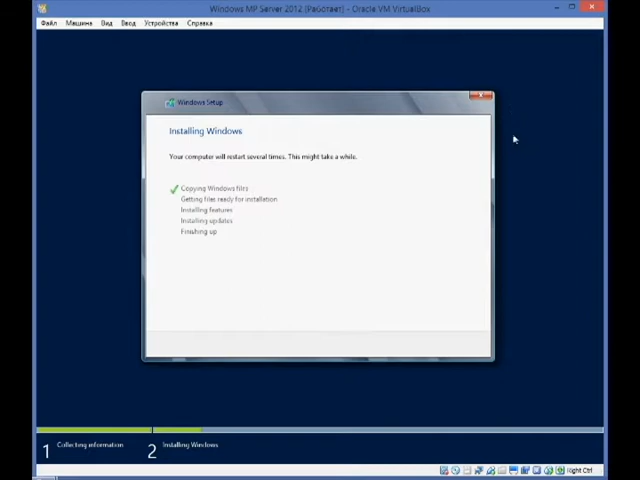 Windows MP Server 2012 [Работает] - Oracle VM VirtualBox
Файл Машина Вид Ввод Устройства Справка
Windows Setup
Installing Windows
Your computer will restart several times. This might take a while.
Copying Windows files
Getting files ready for installation
Installing features
Installing updates
Finishing up
1 Collecting information 2 Installing Windows
Right Ctrl